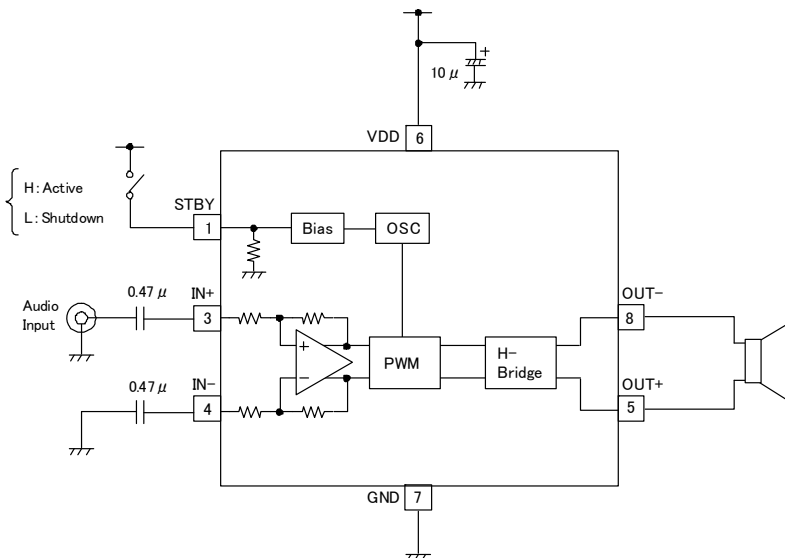 10 μ
+
VDD
6
H: Active
L: Shutdown
STBY
1
Bias
OSC
Audio
Input
0.47 μ
IN+
3
+
−
PWM
H-
Bridge
OUT-
8
0.47 μ
IN-
4
OUT+
5
GND
7